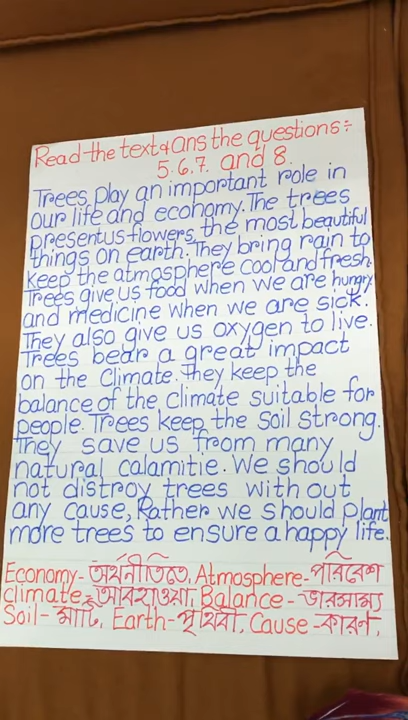 Read the text & ans the questions÷
5.6.7. and 8.
Trees play an important role in
our life and economy. The trees
present us flowers, the most beautiful
things on earth. They bring rain to
keep the atmosphere cool and fresh.
Trees give us food when we are hungry
and medicine when we are sick.
They also give us oxygen to live.
Trees bear a great impact
on the Climate. They keep the
balance of the climate suitable for
people. Trees keep the Soil strong.
They save us from many
natural calamitie. We should
not distroy trees with out
any cause, Rather we should plant
more trees to ensure a happy life.
Economy-অর্থনীতিতে, Atmosphere-পরিবেশ
climate-আবহাওয়া, Balance-ভারসাম্য
Soil-মাটি, Earth-পৃথিবী, Cause-কারণ,